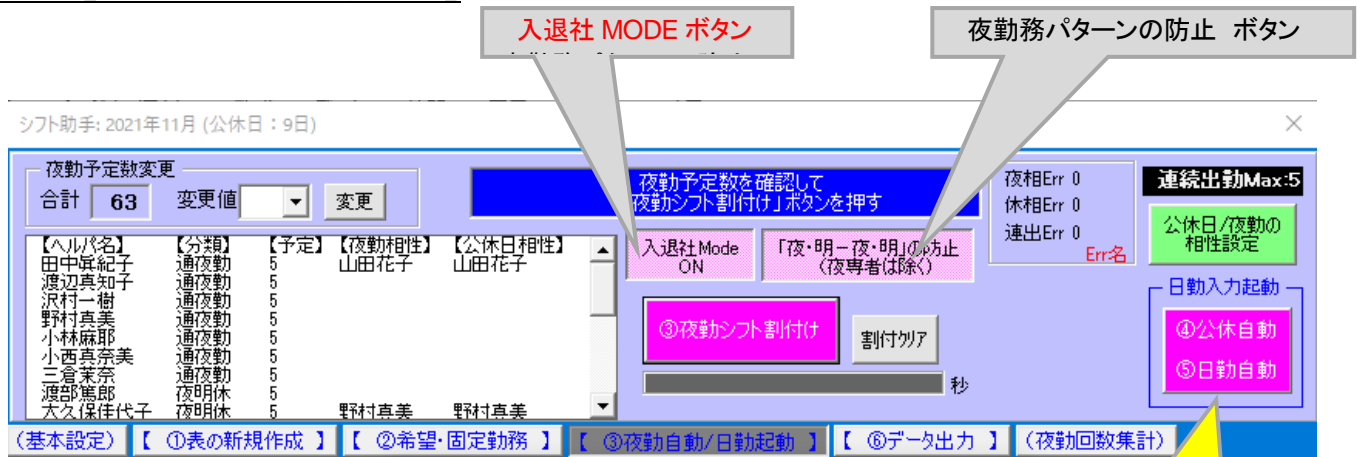 入退社 MODE ボタン
夜勤務パターンの防止 ボタン
シフト助手: 2021年11月 (公休日：9日)
夜勤予定数変更
合計 63 変更値 変更
夜勤予定数を確認して
「夜勤シフト割付け」ボタンを押す
夜相Err 0
休相Err 0
連出Err 0
Err名
連続出勤Max:5
公休日/夜勤の
相性設定
【ヘルパ名】 【分類】 【予定】 【夜勤相性】 【公休日相性】
田中眞紀子 通夜勤 5 山田花子 山田花子
渡辺真知子 通夜勤 5
沢村一樹 通夜勤 5
野村真美 通夜勤 5
小林麻耶 通夜勤 5
小西真奈美 通夜勤 5
三倉茉奈 通夜勤 5
渡部篤郎 夜明休 5
大久保佳代子 夜明休 5 野村真美 野村真美
入退社Mode
ON
「夜・明－夜・明」の防止
(夜専者は除く)
③夜勤シフト割付け
割付クリア
秒
日勤入力起動
④公休自動
⑤日勤自動
(基本設定) 【 ①表の新規作成 】 【 ②希望・固定勤務 】 【 ③夜勤自動/日勤起動 】 【 ⑥データ出力 】 (夜勤回数集計)